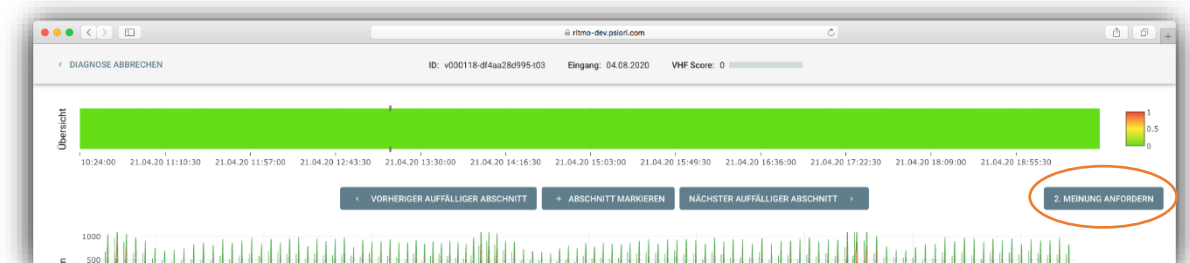 ritmo-dev.psiori.com
‹ DIAGNOSE ABBRECHEN
ID: v000118-df4aa28d995-t03 Eingang: 04.08.2020 VHF Score: 0
Übersicht
1
0.5
0
10:24:00 21.04.20 11:10:30 21.04.20 11:57:00 21.04.20 12:43:30 21.04.20 13:30:00 21.04.20 14:16:30 21.04.20 15:03:00 21.04.20 15:49:30 21.04.20 16:36:00 21.04.20 17:22:30 21.04.20 18:09:00 21.04.20 18:55:30
‹ VORHERIGER AUFFÄLLIGER ABSCHNITT + ABSCHNITT MARKIEREN NÄCHSTER AUFFÄLLIGER ABSCHNITT › 2. MEINUNG ANFORDERN
1000
500